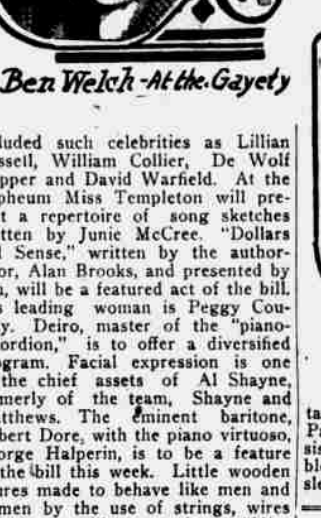 Ben Welch -At the Gayety
luded such celebrities as Lillian
ssell, William Collier, De Wolf
pper and David Warfield. At the
pheum Miss Templeton will pre-
t a repertoire of song sketches
tten by Junie McCree. "Dollars
d Sense," written by the author-
or, Alan Brooks, and presented by
n, will be a featured act of the bill.
s leading woman is Peggy Cou-
y. Deiro, master of the "piano-
ordion," is to offer a diversified
ogram. Facial expression is one
the chief assets of Al Shayne,
merly of the team, Shayne and
tthews. The eminent baritone,
bert Dore, with the piano virtuoso,
orge Halperin, is to be a feature
the bill this week. Little wooden
ures made to behave like men and
men by the use of strings, wires
ta
Pa
sis
bl
sle